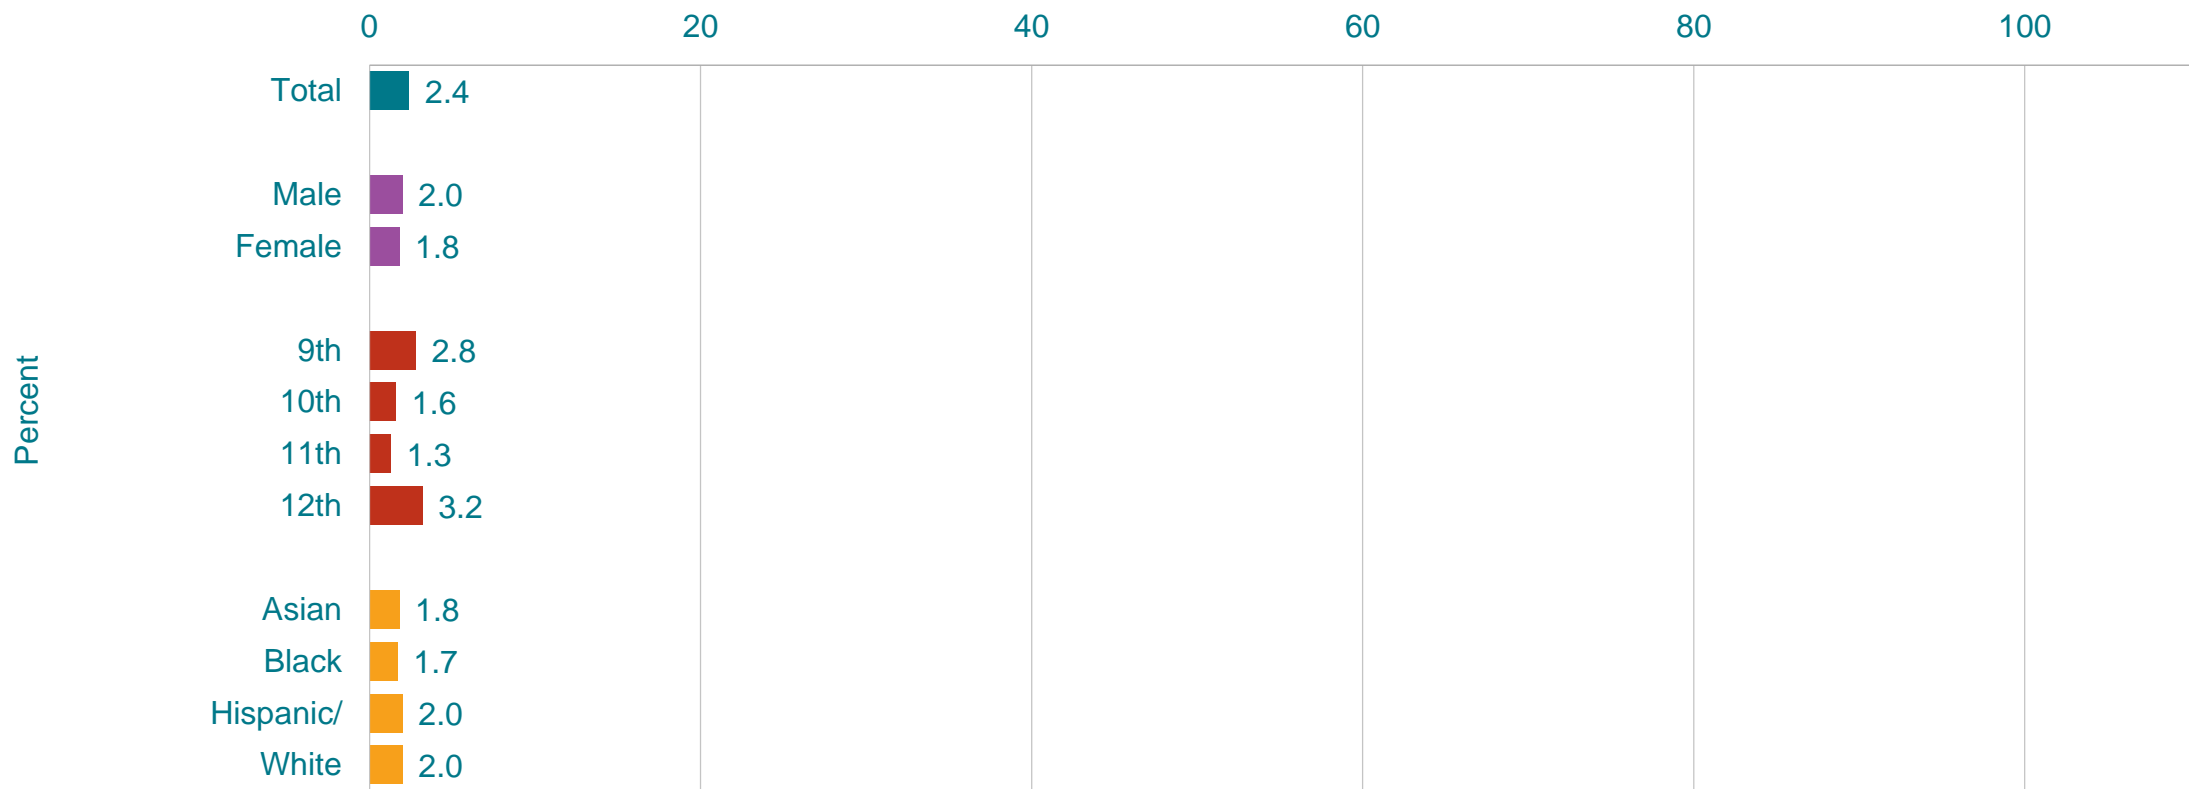 0 20 40 60 80 100
Total 2.4
Male 2.0
Female 1.8
9th 2.8
10th 1.6
11th 1.3
12th 3.2
Asian 1.8
Black 1.7
Hispanic/ 2.0
White 2.0
Percent